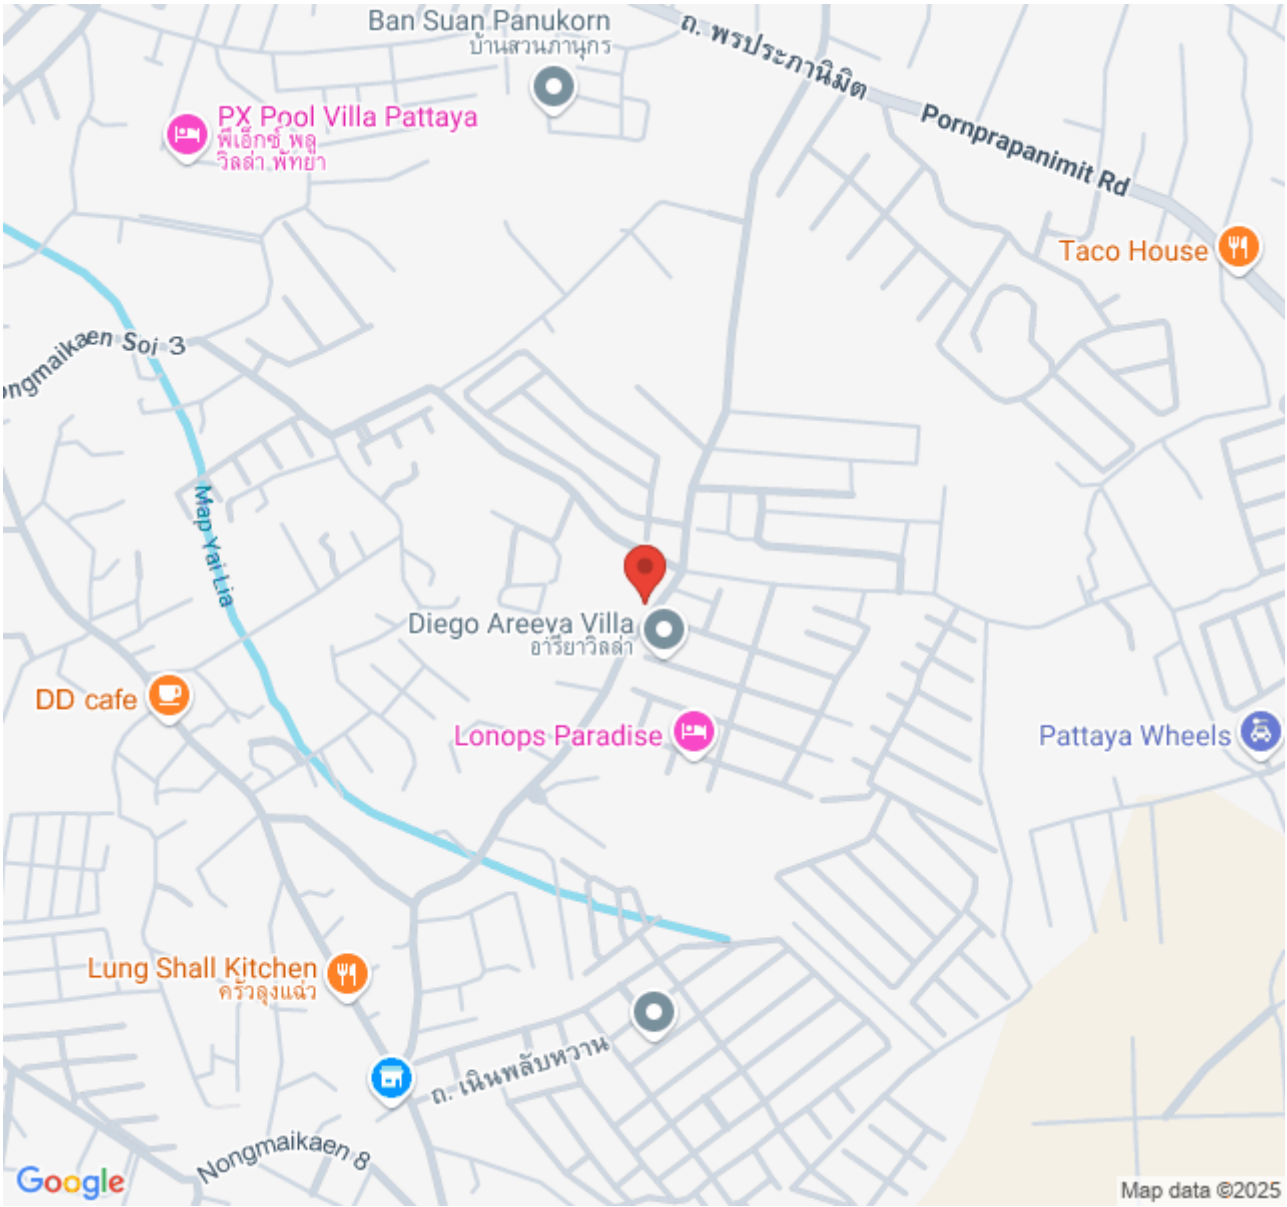 Ban Suan Panukorn
บ้านสวนภาณุกร
ถ. พรประภานิมิต
PX Pool Villa Pattaya
พีเอ็กซ์ พลู
วิลล่า พัทยา
Pornprapanimit Rd
Taco House
ongmaikaen Soi 3
Map Yai Lia
Diego Areeya Villa
อารียาวิลล่า
DD cafe
Lonops Paradise
Pattaya Wheels
Lung Shall Kitchen
ครัวลุงแฉ่ว
ถ. เนินพลับหวาน
Nongmaikaen 8
Google
Map data ©2025